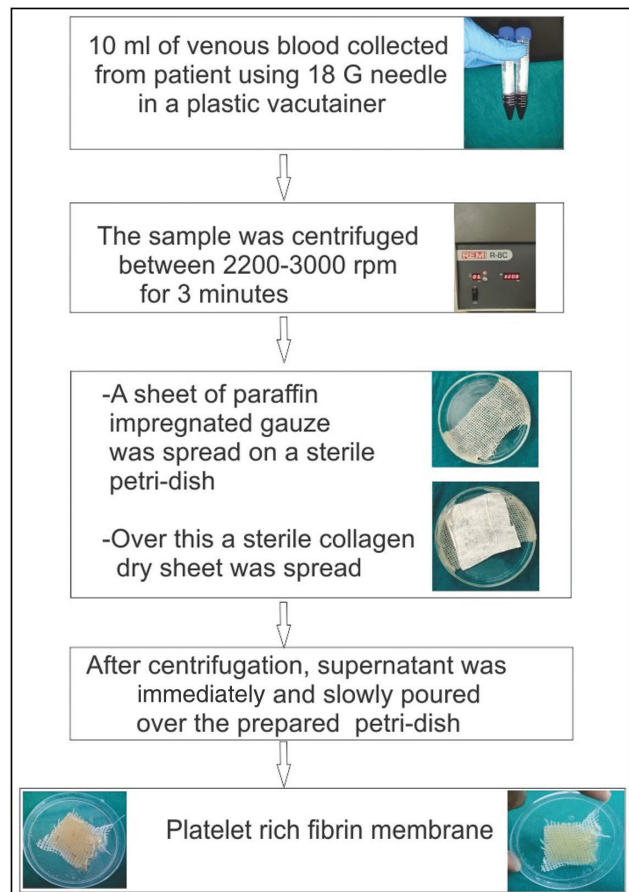 10 ml of venous blood collected
from patient using 18 G needle
in a plastic vacutainer
The sample was centrifuged
between 2200-3000 rpm
for 3 minutes
REMI R-8C
-A sheet of paraffin
impregnated gauze
was spread on a sterile
petri-dish
-Over this a sterile collagen
dry sheet was spread
After centrifugation, supernatant was
immediately and slowly poured
over the prepared petri-dish
Platelet rich fibrin membrane